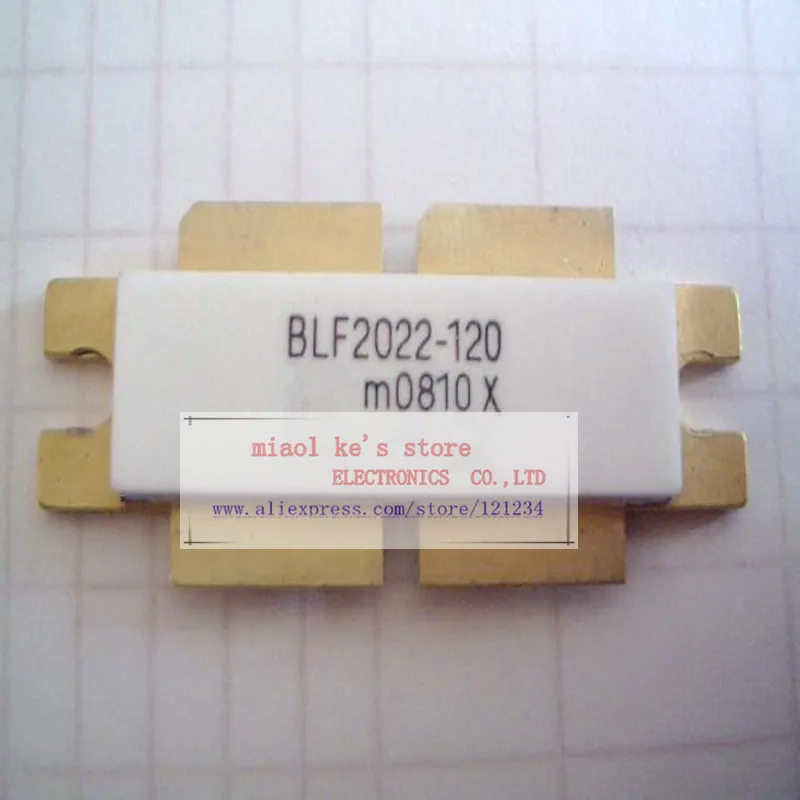 BLF2022-120
m0810 X
miaol ke's store
ELECTRONICS CO.,LTD
www.aliexpress.com/store/121234